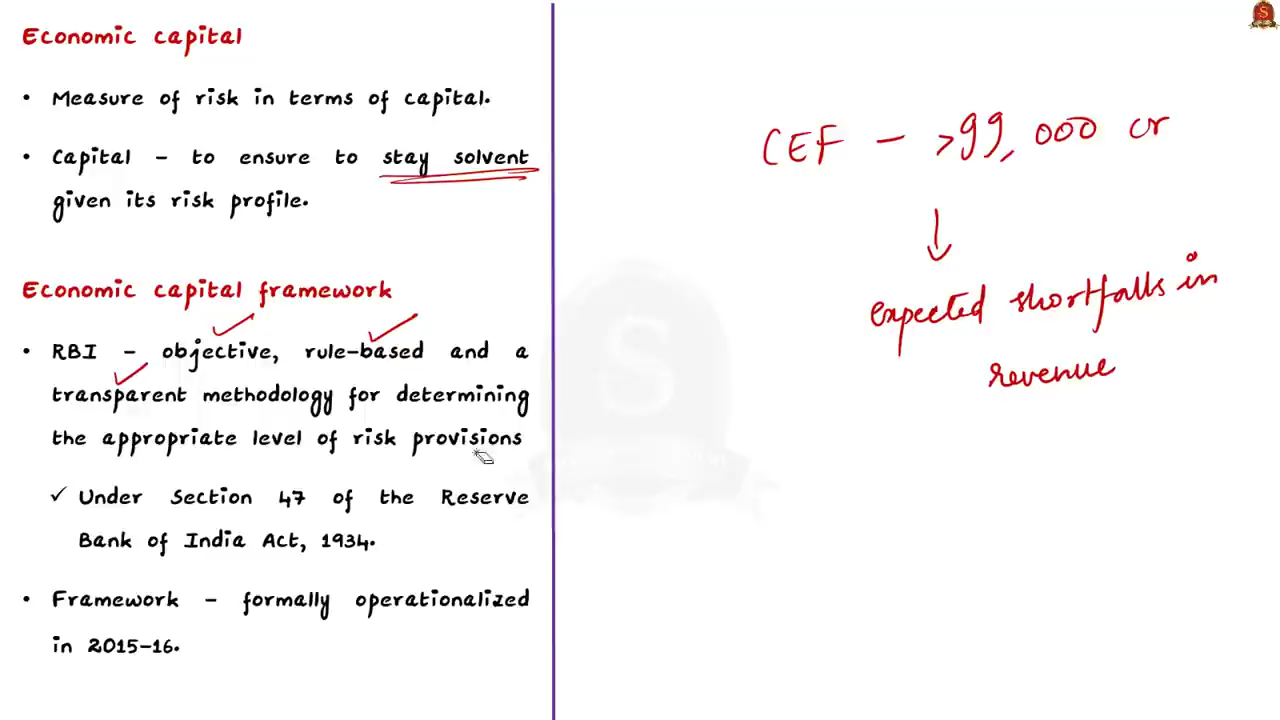 Economic capital
• Measure of risk in terms of capital.
• Capital – to ensure to stay solvent
given its risk profile.
Economic capital framework
• RBI – objective, rule-based and a
transparent methodology for determining
the appropriate level of risk provisions
✓ Under Section 47 of the Reserve
Bank of India Act, 1934.
• Framework – formally operationalized
in 2015-16.
CEF – >99,000 cr
↓
expected shortfalls in
revenue